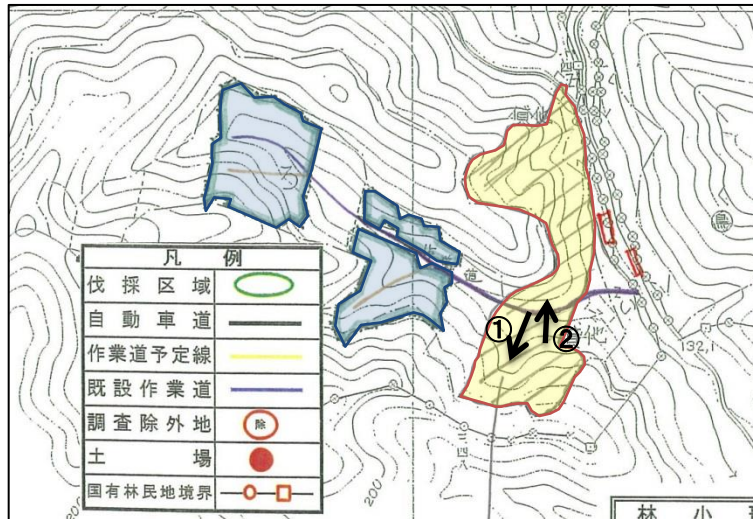 ①
②
132,1
200
200
道
凡 例
伐採区域
自動車道
作業道予定線
既設作業道
調査除外地
除
土場
国有林民地境界
林 小